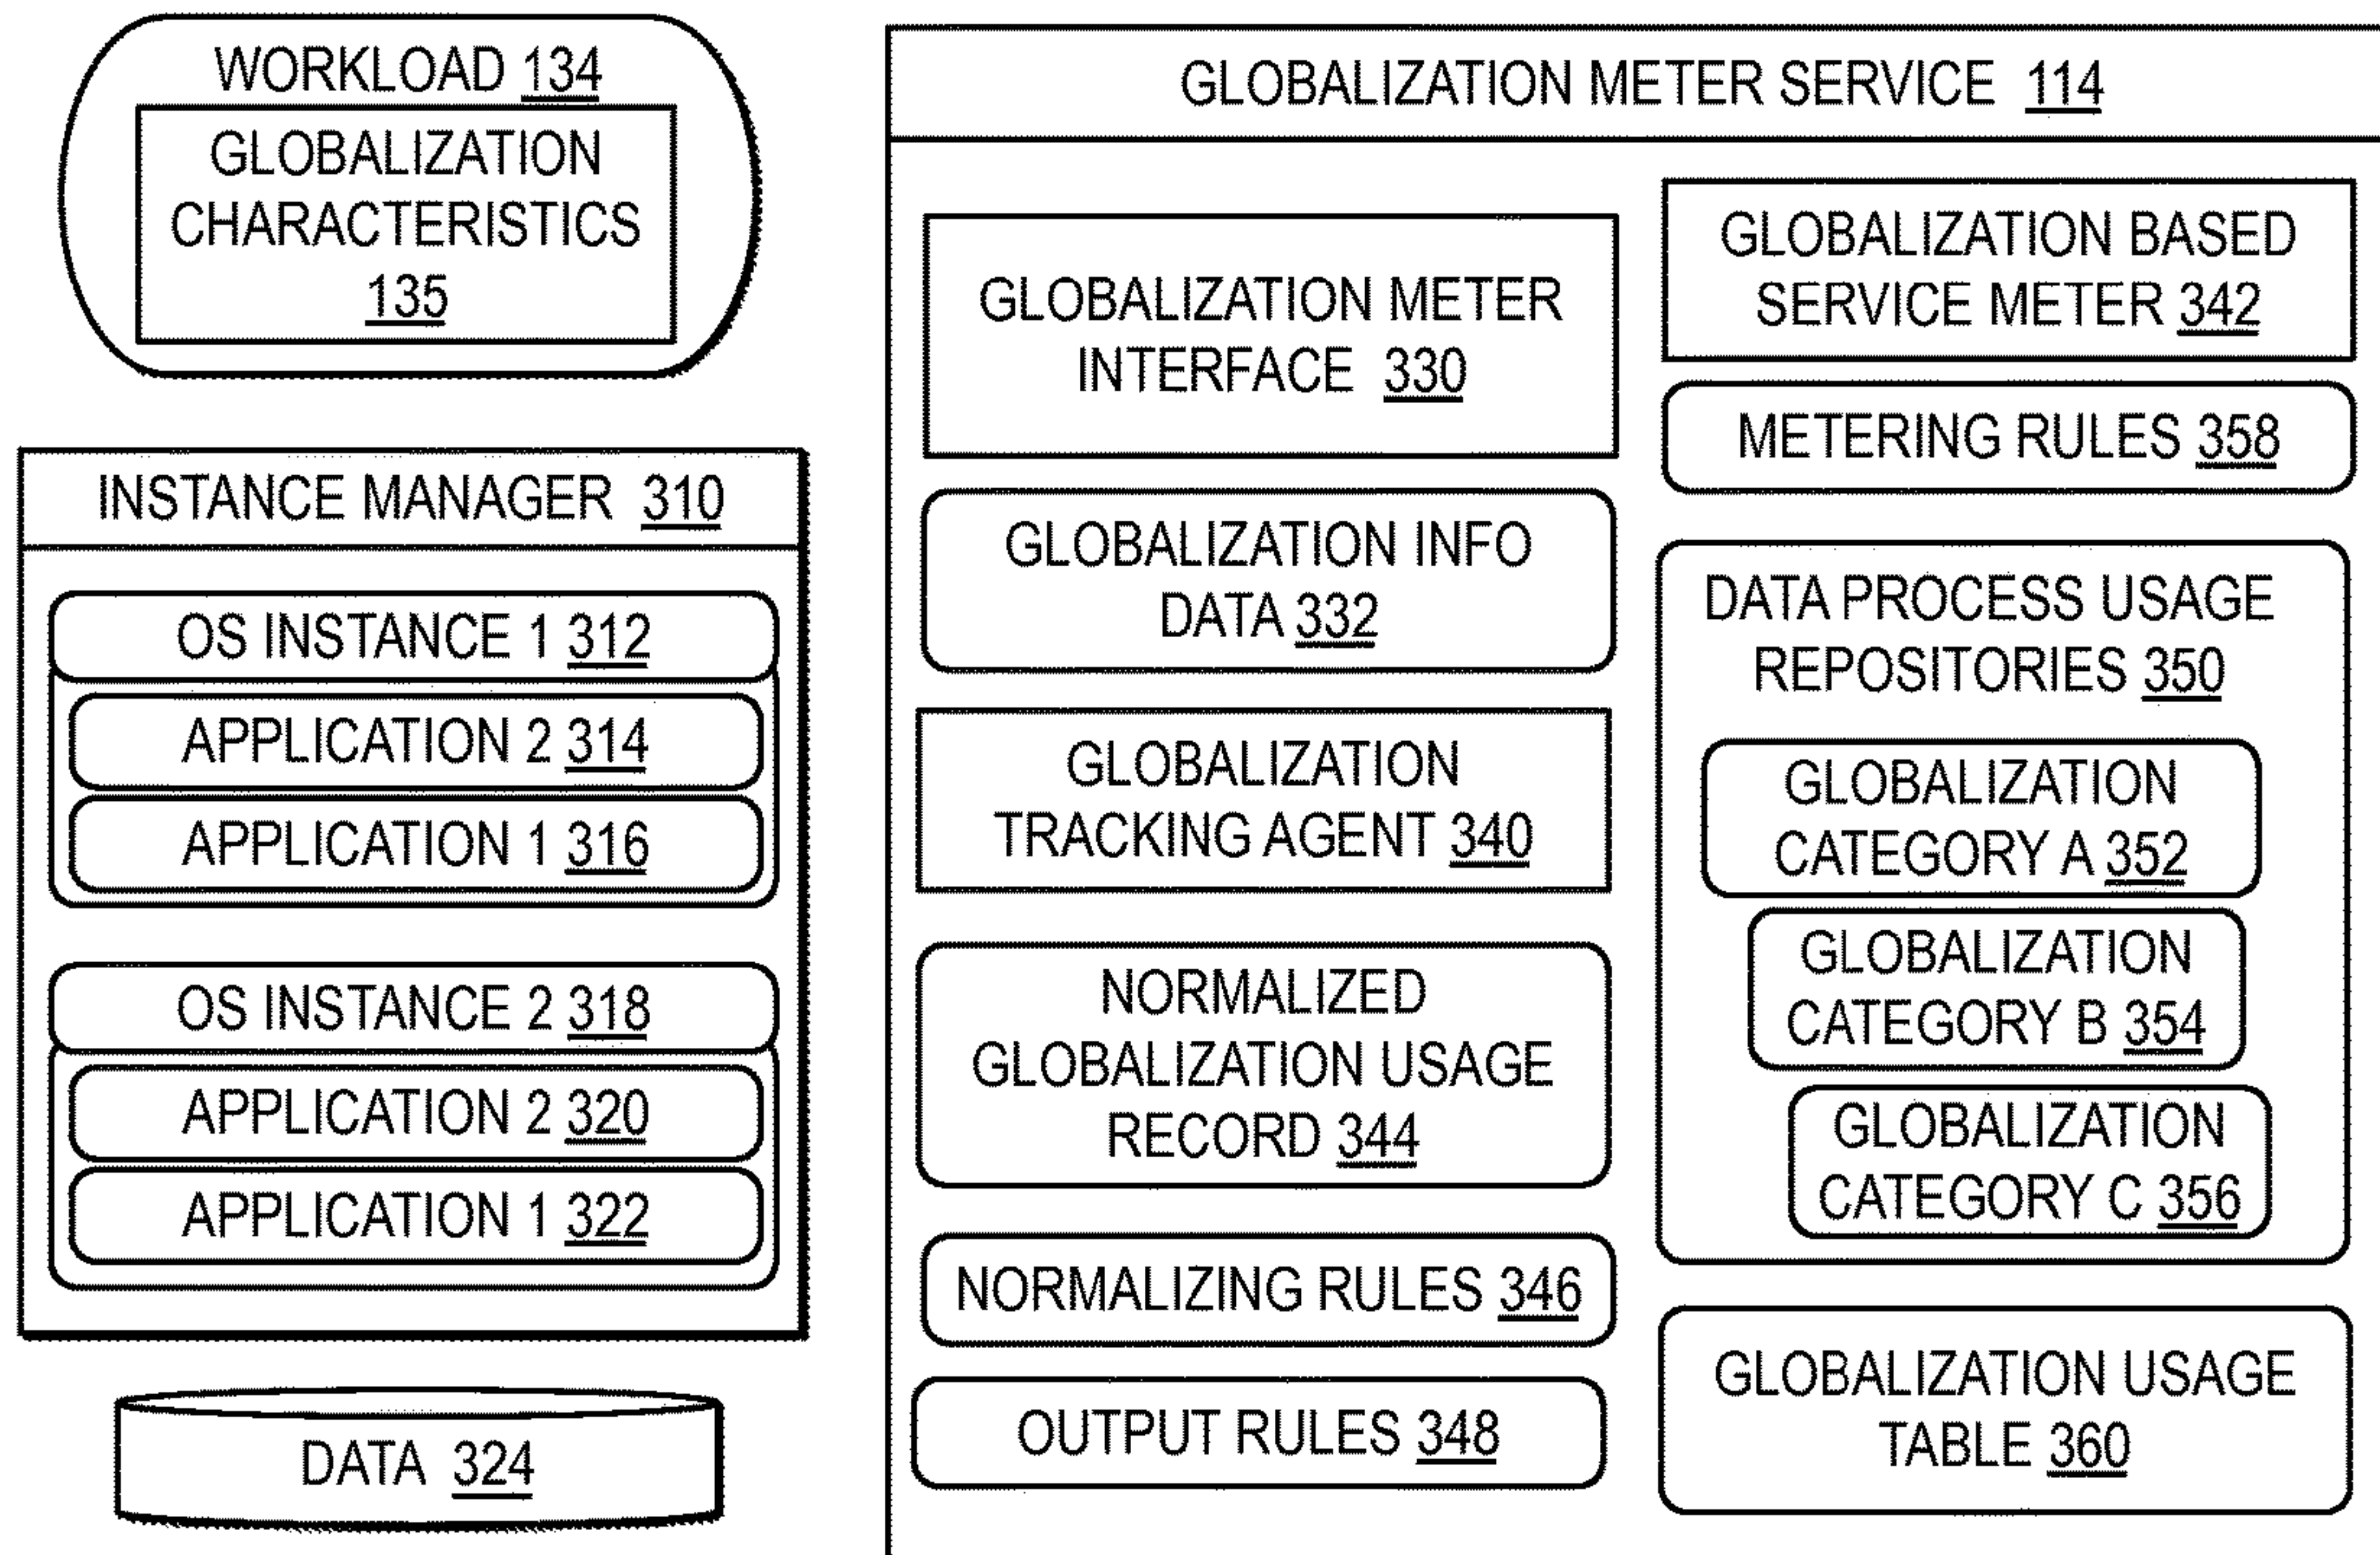 WORKLOAD 134
GLOBALIZATION
CHARACTERISTICS
135
INSTANCE MANAGER 310
OS INSTANCE 1 312
APPLICATION 2 314
APPLICATION 1 316
OS INSTANCE 2 318
APPLICATION 2 320
APPLICATION 1 322
DATA 324
GLOBALIZATION METER SERVICE 114
GLOBALIZATION METER
INTERFACE 330
GLOBALIZATION INFO
DATA 332
GLOBALIZATION
TRACKING AGENT 340
NORMALIZED
GLOBALIZATION USAGE
RECORD 344
NORMALIZING RULES 346
OUTPUT RULES 348
GLOBALIZATION BASED
SERVICE METER 342
METERING RULES 358
DATA PROCESS USAGE
REPOSITORIES 350
GLOBALIZATION
CATEGORY A 352
GLOBALIZATION
CATEGORY B 354
GLOBALIZATION
CATEGORY C 356
GLOBALIZATION USAGE
TABLE 360